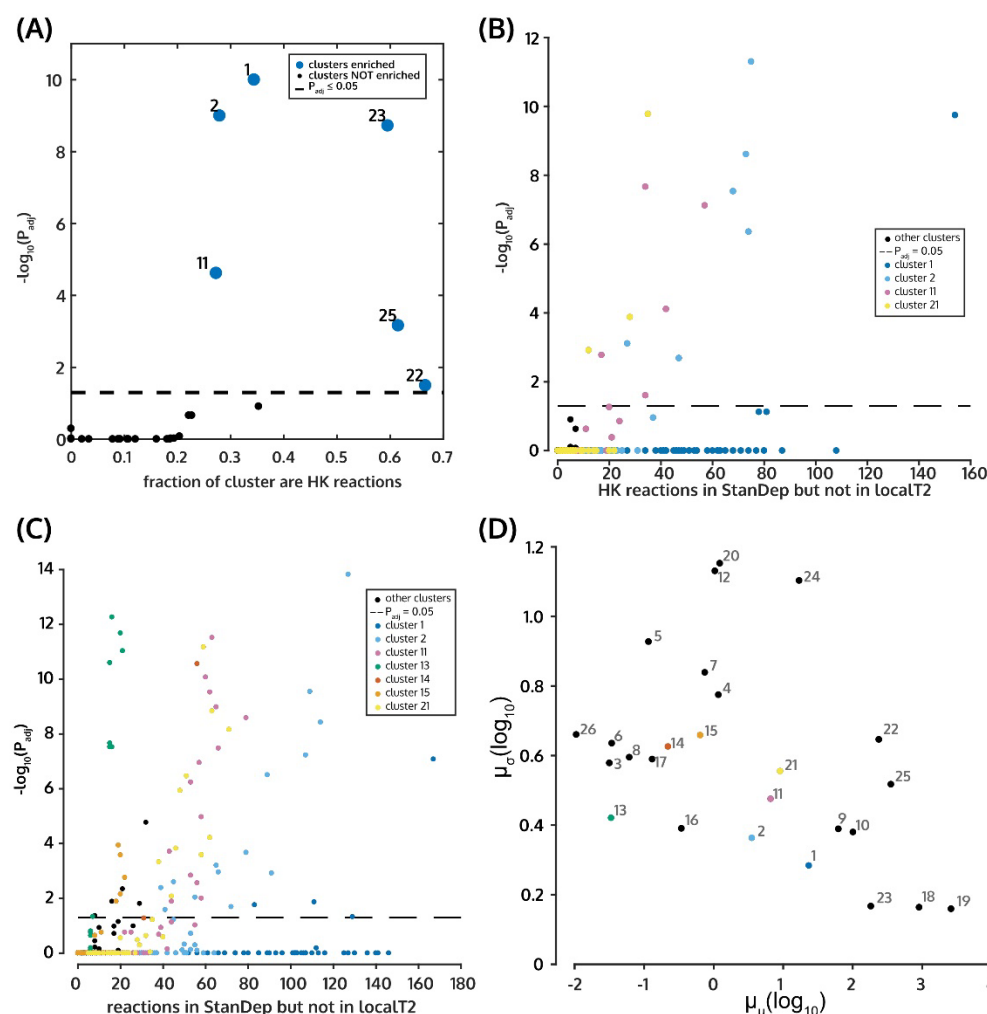 (A)
clusters enriched
clusters NOT enriched
P_adj ≤ 0.05
1
2
23
11
25
22
10
8
6
4
2
0
0 0.1 0.2 0.3 0.4 0.5 0.6 0.7
-log10(P_adj)
fraction of cluster are HK reactions
(B)
12
10
8
6
4
2
0
0 20 40 60 80 100 120 140 160
-log10(P_adj)
other clusters
P_adj = 0.05
cluster 1
cluster 2
cluster 11
cluster 21
HK reactions in StanDep but not in localT2
(C)
14
12
10
8
6
4
2
0
0 20 40 60 80 100 120 140 160 180
-log10(P_adj)
other clusters
P_adj = 0.05
cluster 1
cluster 2
cluster 11
cluster 13
cluster 14
cluster 15
cluster 21
reactions in StanDep but not in localT2
(D)
1.2
1.0
0.8
0.6
0.4
0.2
0
-2 -1 0 1 2 3 4
μσ(log10)
20
12
24
5
7
4
26
6
8
3
17
14
15
22
21
25
11
13
16
2
9
10
1
23
18
19
μμ(log10)